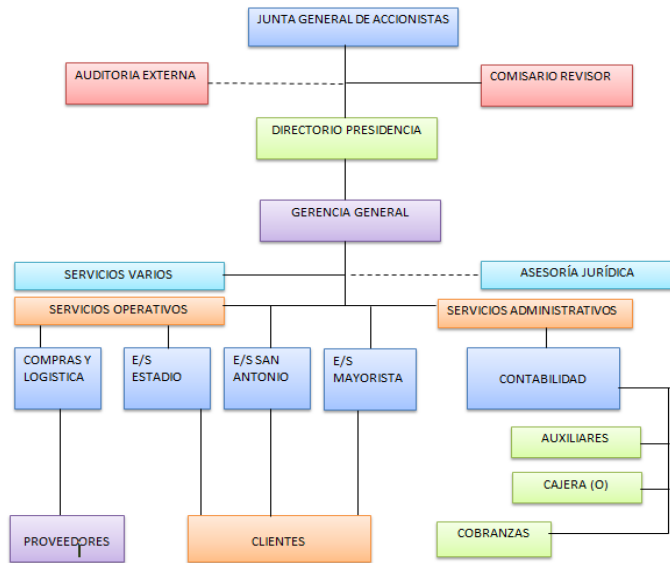 JUNTA GENERAL DE ACCIONISTAS
AUDITORIA EXTERNA
COMISARIO REVISOR
DIRECTORIO PRESIDENCIA
GERENCIA GENERAL
SERVICIOS VARIOS
ASESORÍA JURÍDICA
SERVICIOS OPERATIVOS
SERVICIOS ADMINISTRATIVOS
COMPRAS Y
LOGISTICA
E/S
ESTADIO
E/S SAN
ANTONIO
E/S
MAYORISTA
CONTABILIDAD
AUXILIARES
CAJERA (O)
COBRANZAS
PROVEEDORES
CLIENTES